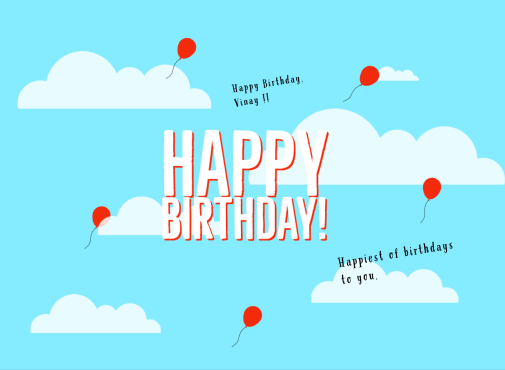 Happy Birthday,
Vinay !!
HAPPY
BIRTHDAY!
Happiest of birthdays
to you.